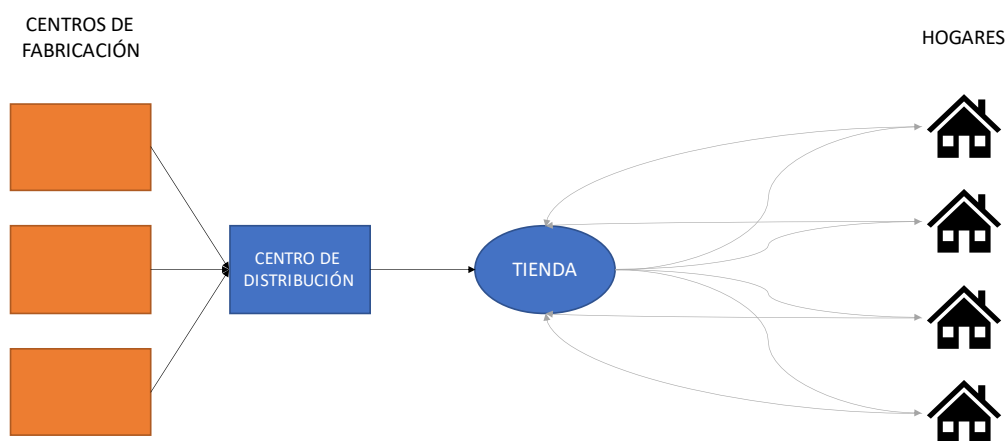 CENTROS DE
FABRICACIÓN
HOGARES
CENTRO DE
DISTRIBUCIÓN
TIENDA